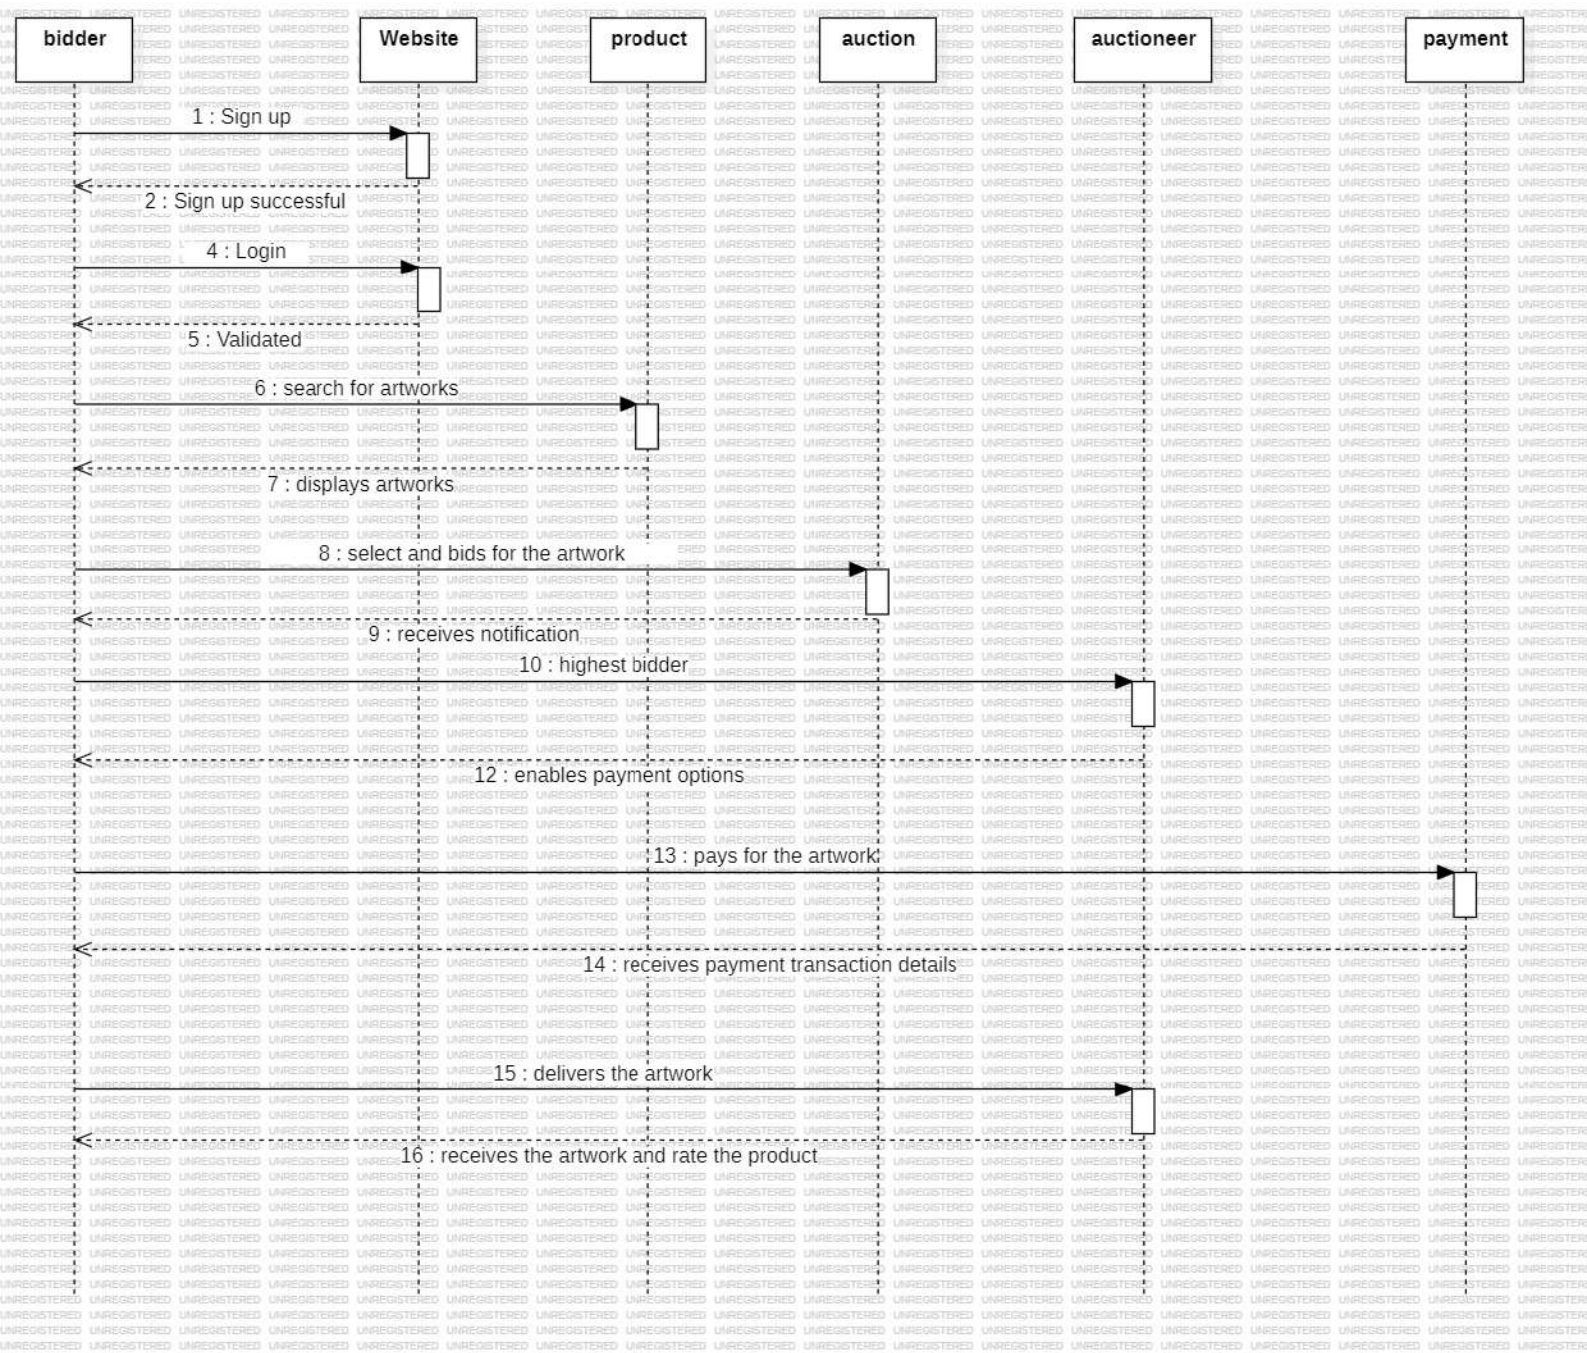 bidder
Website
product
auction
auctioneer
payment
1 : Sign up
2 : Sign up successful
4 : Login
5 : Validated
6 : search for artworks
7 : displays artworks
8 : select and bids for the artwork
9 : receives notification
10 : highest bidder
12 : enables payment options
13 : pays for the artwork
14 : receives payment transaction details
15 : delivers the artwork
16 : receives the artwork and rate the product
UNREGISTERED